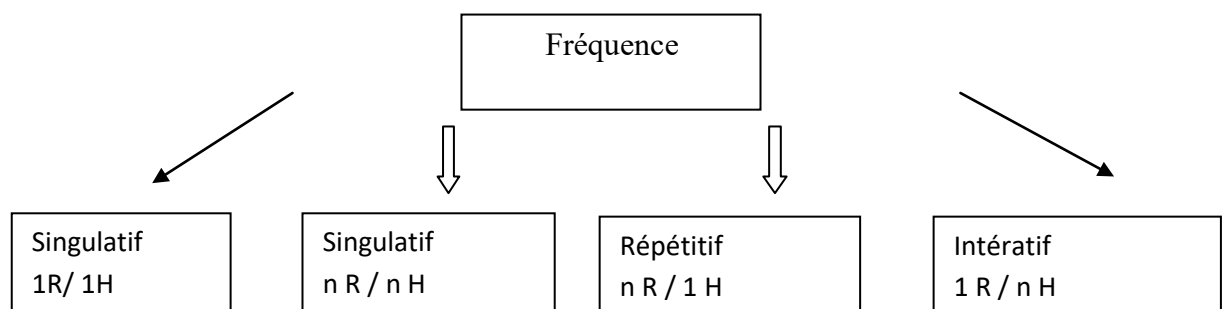 Fréquence
Singulatif
1R/ 1H
Singulatif
n R / n H
Répétitif
n R / 1 H
Intératif
1 R / n H